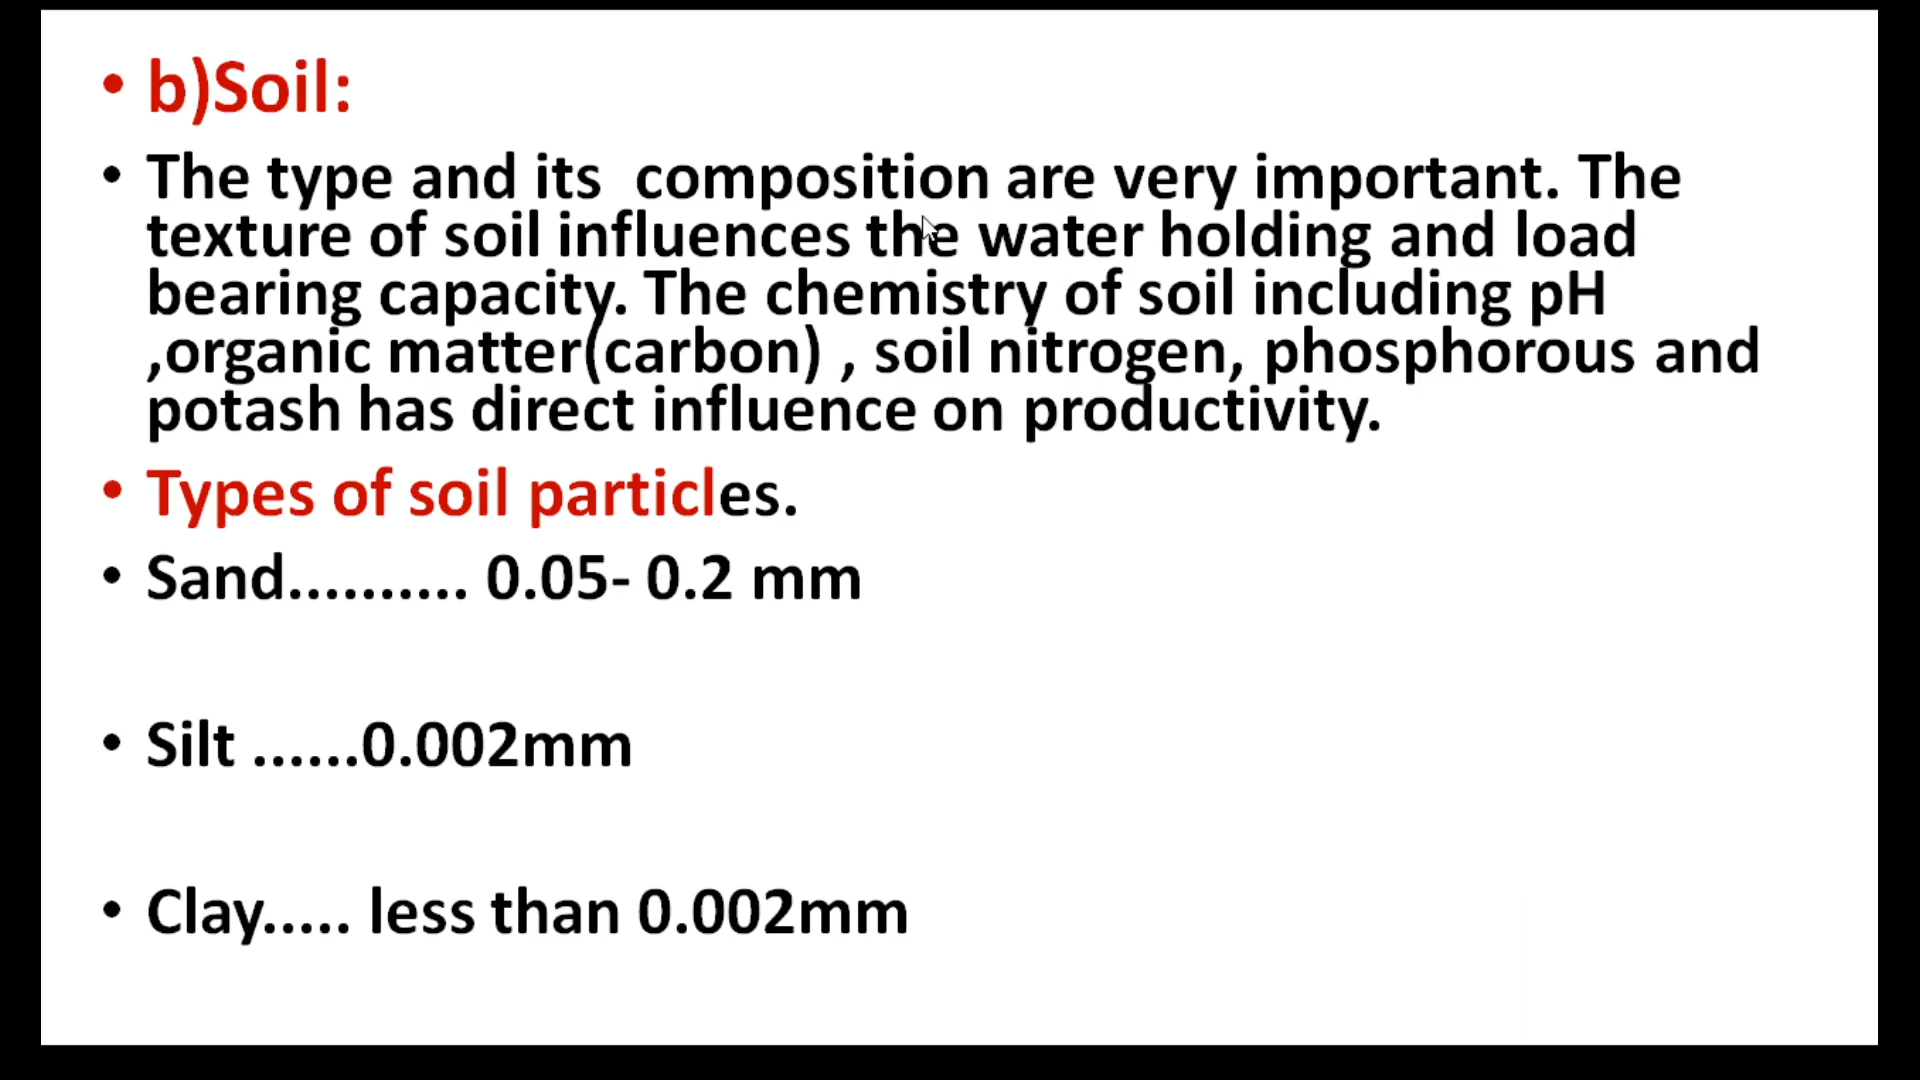 • b)Soil:
• The type and its  composition are very important. The
texture of soil influences the water holding and load
bearing capacity. The chemistry of soil including pH
,organic matter(carbon) , soil nitrogen, phosphorous and
potash has direct influence on productivity.
• Types of soil particles.
• Sand.......... 0.05- 0.2 mm
• Silt ......0.002mm
• Clay..... less than 0.002mm